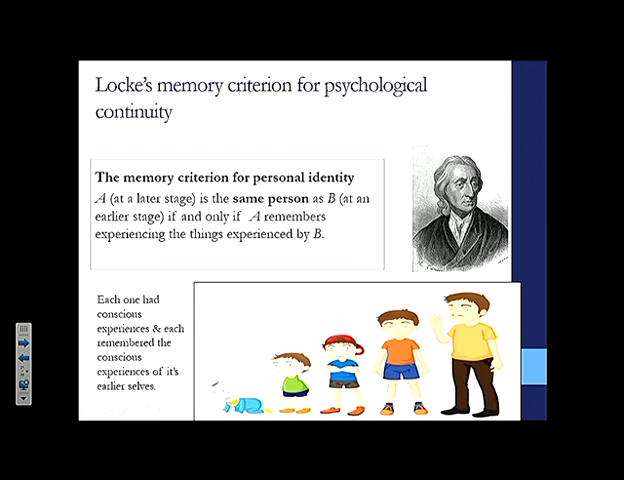 Locke's memory criterion for psychological
continuity
The memory criterion for personal identity
A (at a later stage) is the same person as B (at an
earlier stage) if and only if A remembers
experiencing the things experienced by B.
Each one had
conscious
experiences & each
remembered the
conscious
experiences of it's
earlier selves.